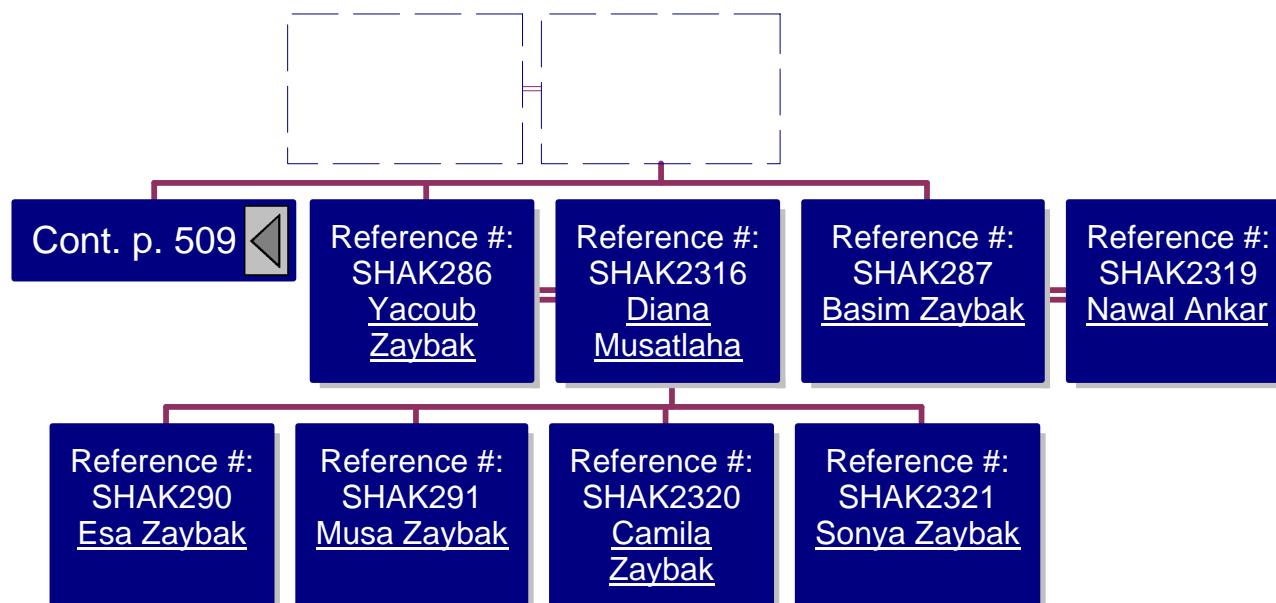 Cont. p. 509
Reference #:
SHAK286
Yacoub
Zaybak
Reference #:
SHAK2316
Diana
Musatlaha
Reference #:
SHAK287
Basim Zaybak
Reference #:
SHAK2319
Nawal Ankar
Reference #:
SHAK290
Esa Zaybak
Reference #:
SHAK291
Musa Zaybak
Reference #:
SHAK2320
Camila
Zaybak
Reference #:
SHAK2321
Sonya Zaybak